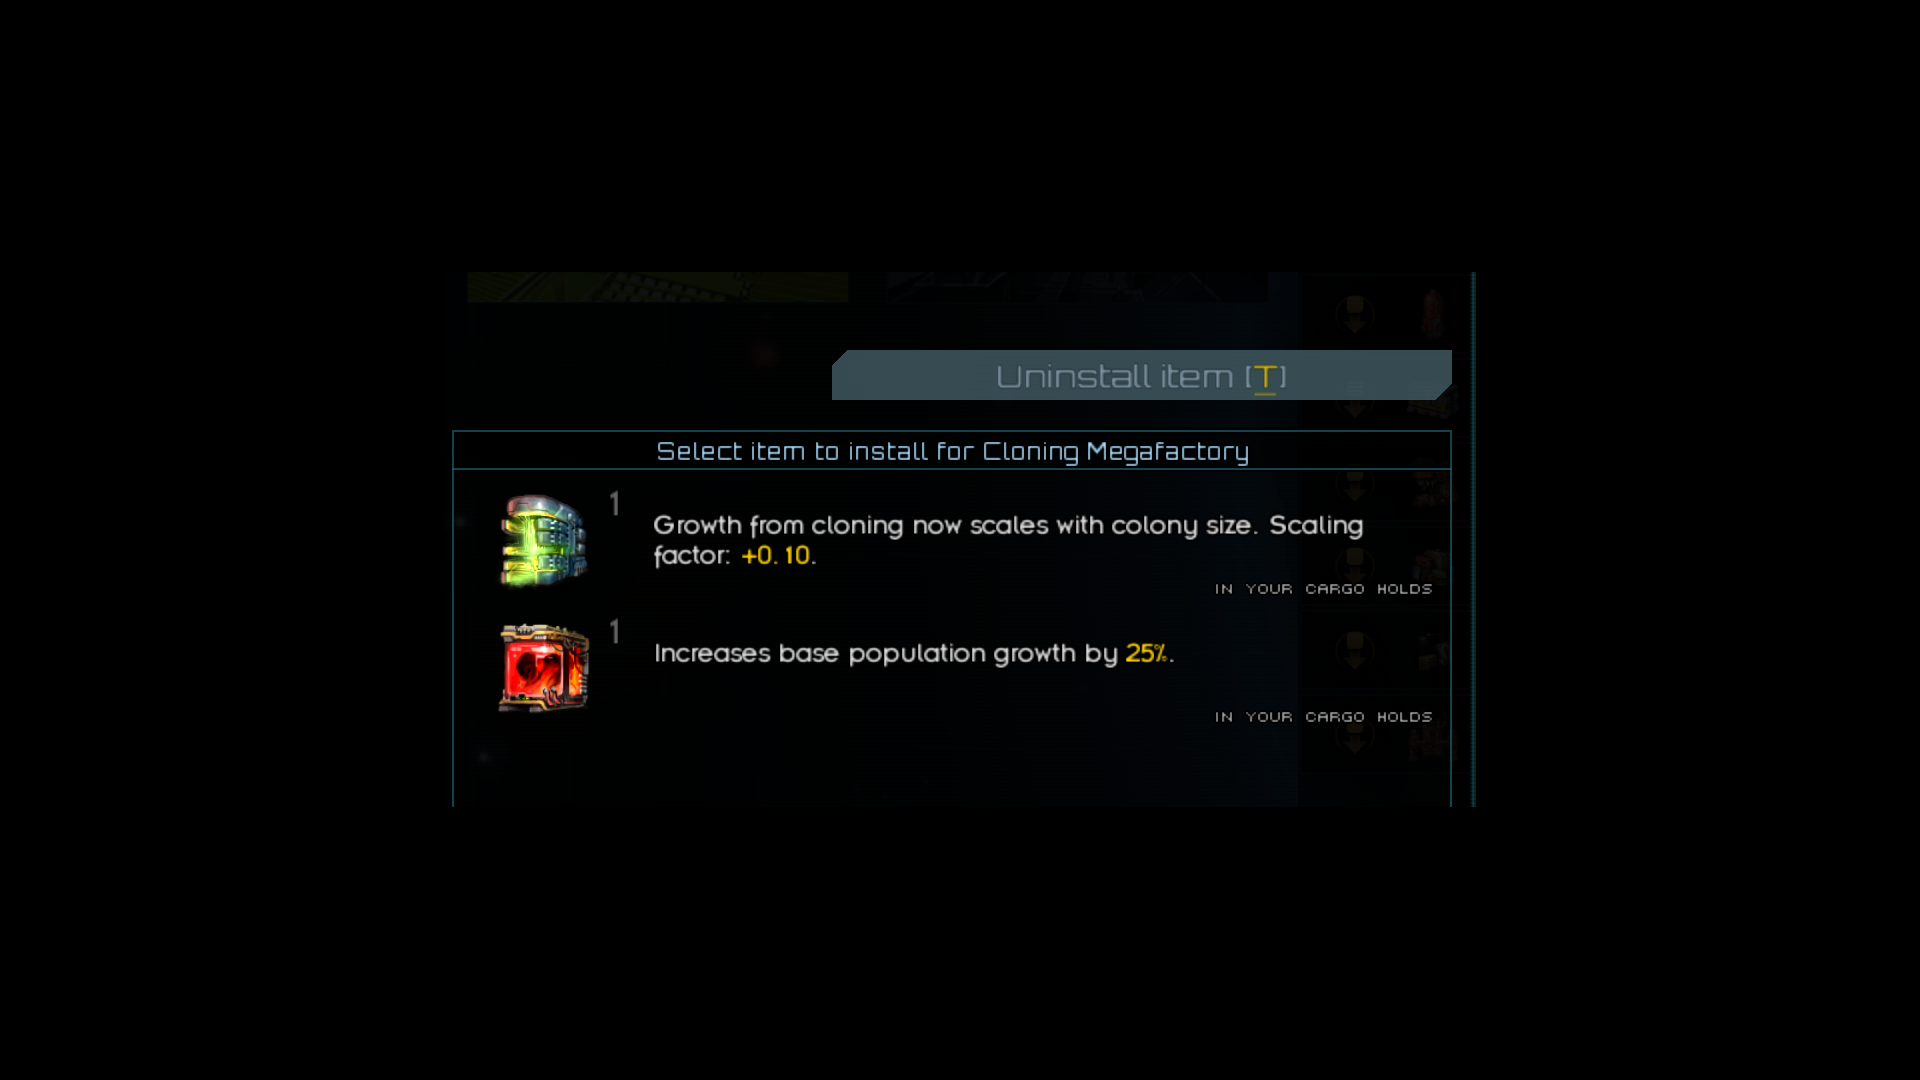 Uninstall item [T]
Select item to install for Cloning Megafactory
1
Growth from cloning now scales with colony size. Scaling
factor: +0.10.
IN YOUR CARGO HOLDS
1
Increases base population growth by 25%.
IN YOUR CARGO HOLDS